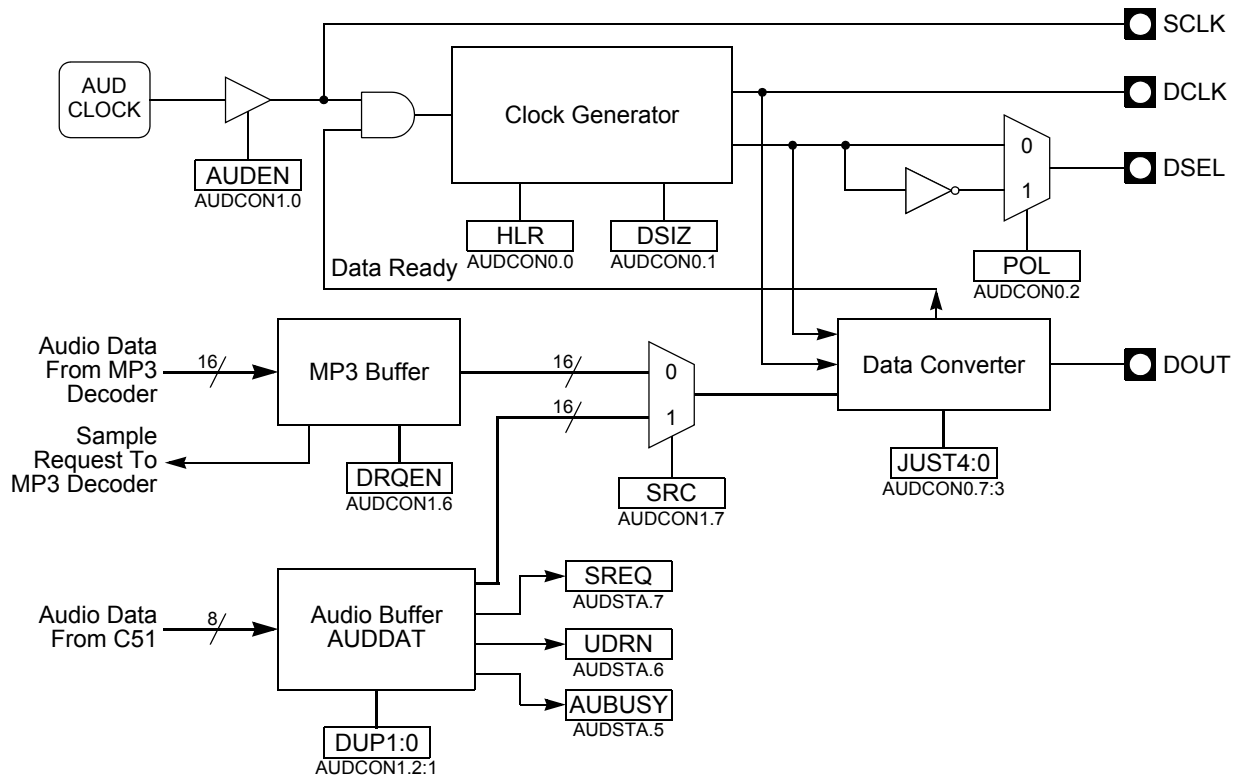 SCLK
AUD
CLOCK
Clock Generator
DCLK
0
1
DSEL
AUDEN
AUDCON1.0
HLR
AUDCON0.0
DSIZ
AUDCON0.1
POL
AUDCON0.2
Data Ready
Audio Data
From MP3
Decoder
16
MP3 Buffer
16
16
0
1
Data Converter
DOUT
Sample
Request To
MP3 Decoder
DRQEN
AUDCON1.6
SRC
AUDCON1.7
JUST4:0
AUDCON0.7:3
Audio Data
From C51
8
Audio Buffer
AUDDAT
SREQ
AUDSTA.7
UDRN
AUDSTA.6
AUBUSY
AUDSTA.5
DUP1:0
AUDCON1.2:1